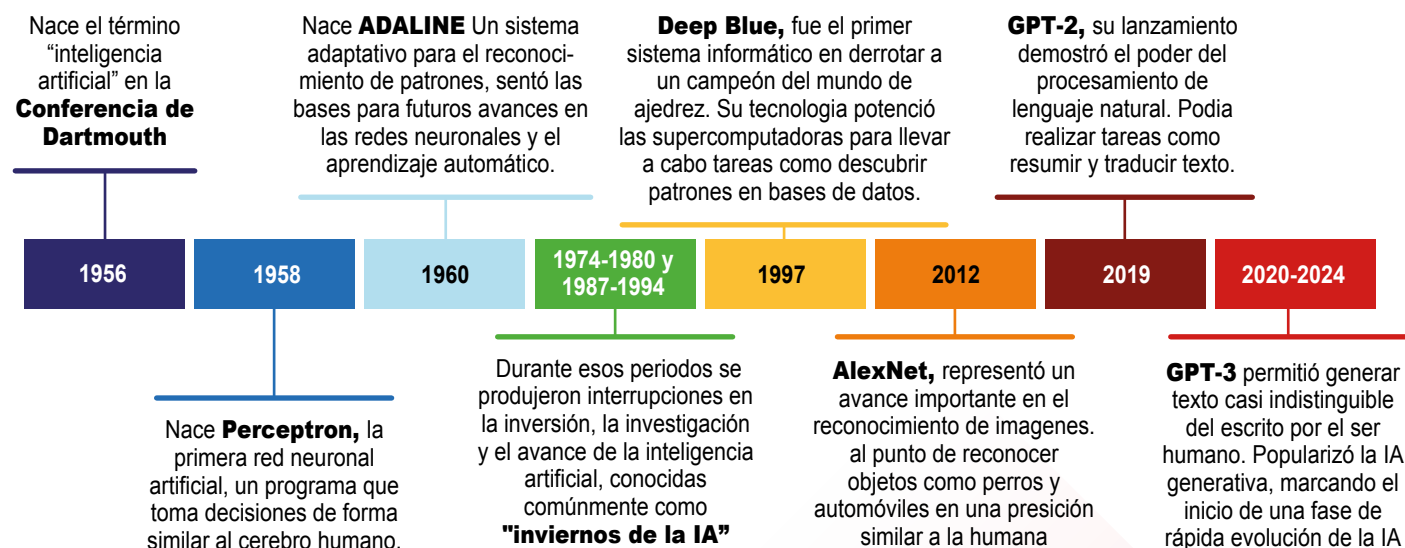 Nace el término
“inteligencia
artificial” en la
Conferencia de
Dartmouth
Nace ADALINE Un sistema
adaptativo para el reconoci-
miento de patrones, sentó las
bases para futuros avances en
las redes neuronales y el
aprendizaje automático.
Deep Blue, fue el primer
sistema informático en derrotar a
un campeón del mundo de
ajedrez. Su tecnologia potenció
las supercomputadoras para llevar
a cabo tareas como descubrir
patrones en bases de datos.
GPT-2, su lanzamiento
demostró el poder del
procesamiento de
lenguaje natural. Podia
realizar tareas como
resumir y traducir texto.
1956
1958
1960
1974-1980 y
1987-1994
1997
2012
2019
2020-2024
Nace Perceptron, la
primera red neuronal
artificial, un programa que
toma decisiones de forma
similar al cerebro humano.
Durante esos periodos se
produjeron interrupciones en
la inversión, la investigación
y el avance de la inteligencia
artificial, conocidas
comúnmente como
"inviernos de la IA”
AlexNet, representó un
avance importante en el
reconocimiento de imagenes.
al punto de reconocer
objetos como perros y
automóviles en una presición
similar a la humana
GPT-3 permitió generar
texto casi indistinguible
del escrito por el ser
humano. Popularizó la IA
generativa, marcando el
inicio de una fase de
rápida evolución de la IA